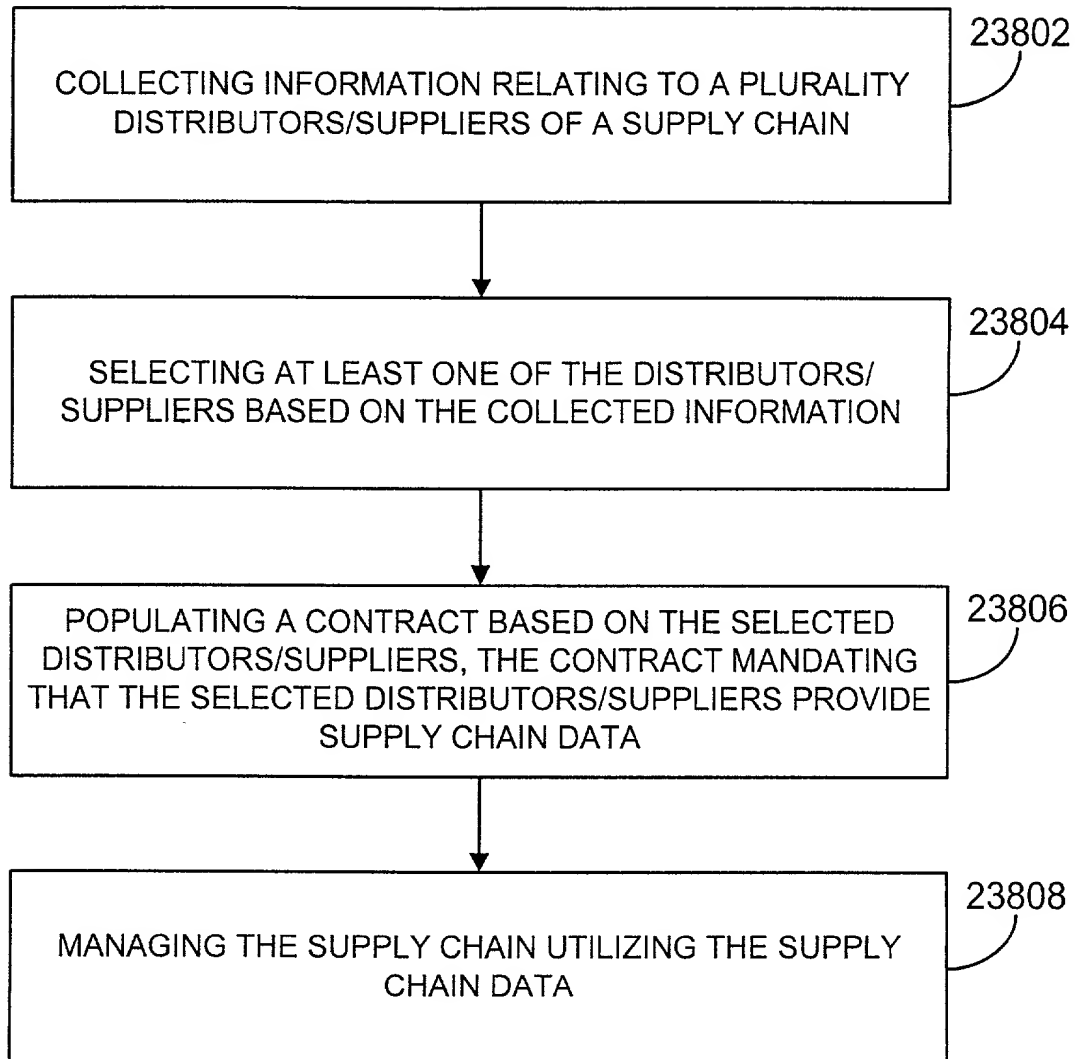 23802
COLLECTING INFORMATION RELATING TO A PLURALITY
DISTRIBUTORS/SUPPLIERS OF A SUPPLY CHAIN
23804
SELECTING AT LEAST ONE OF THE DISTRIBUTORS/
SUPPLIERS BASED ON THE COLLECTED INFORMATION
23806
POPULATING A CONTRACT BASED ON THE SELECTED
DISTRIBUTORS/SUPPLIERS, THE CONTRACT MANDATING
THAT THE SELECTED DISTRIBUTORS/SUPPLIERS PROVIDE
SUPPLY CHAIN DATA
23808
MANAGING THE SUPPLY CHAIN UTILIZING THE SUPPLY
CHAIN DATA